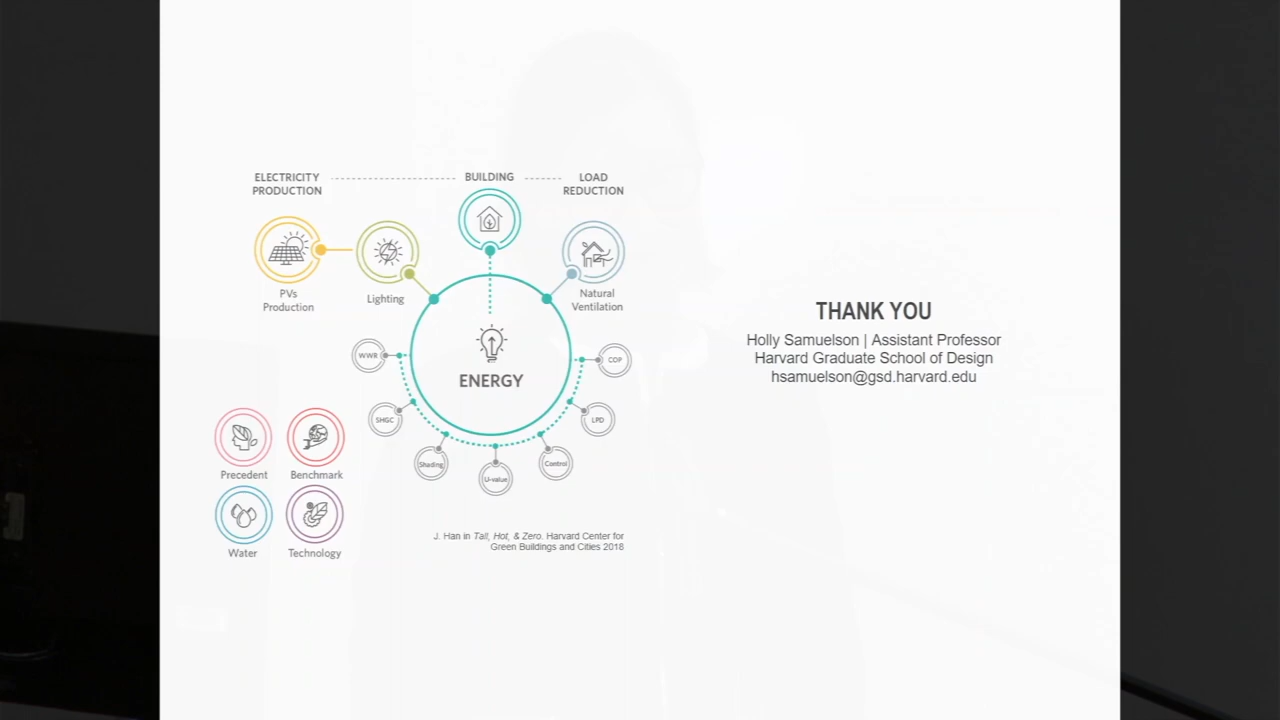 ELECTRICITY
PRODUCTION
BUILDING
LOAD
REDUCTION
PVs
Production
Lighting
Natural
Ventilation
THANK YOU
Holly Samuelson | Assistant Professor
Harvard Graduate School of Design
hsamuelson@gsd.harvard.edu
WWR
COP
ENERGY
SHGC
LPD
Shading
U-value
Control
Precedent
Benchmark
Water
Technology
J. Han in Tall, Hot, & Zero. Harvard Center for
Green Buildings and Cities 2018